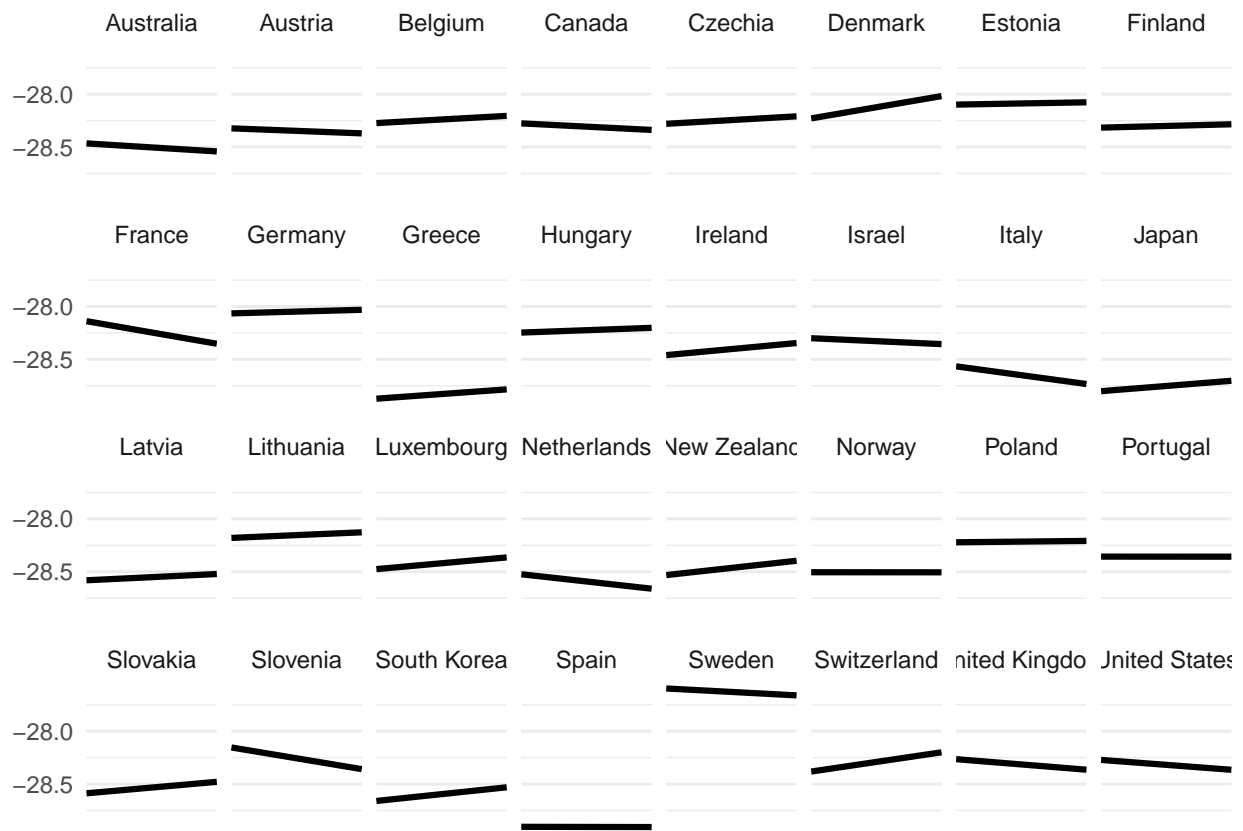 Australia Austria Belgium Canada Czechia Denmark Estonia Finland
−28.0
−28.5
France Germany Greece Hungary Ireland Israel Italy Japan
−28.0
−28.5
Latvia Lithuania Luxembourg Netherlands New Zealand Norway Poland Portugal
−28.0
−28.5
Slovakia Slovenia South Korea Spain Sweden Switzerland nited Kingdo United States
−28.0
−28.5